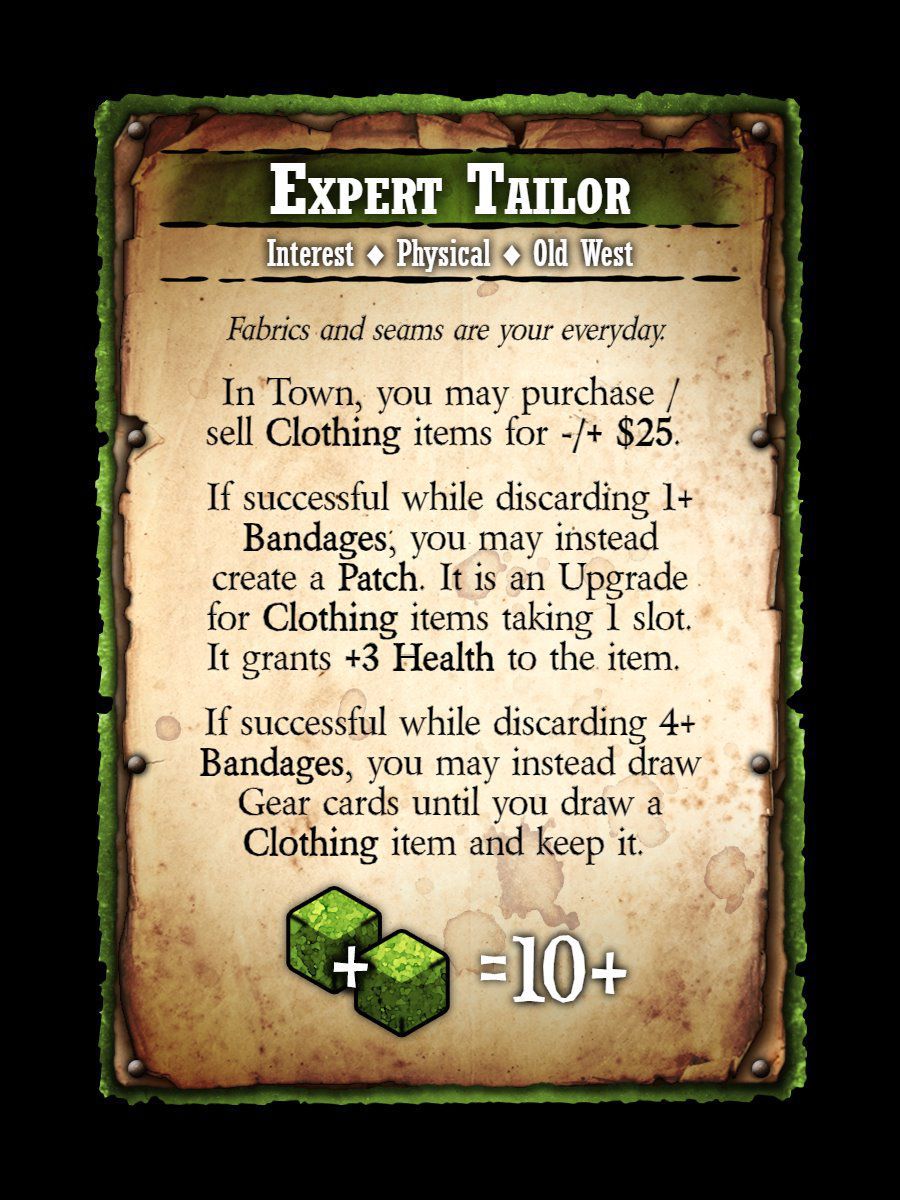 Expert Tailor
Interest ♦ Physical ♦ Old West
Fabrics and seams are your everyday.
In Town, you may purchase /
sell Clothing items for -/+ $25.
If successful while discarding 1+
Bandages, you may instead
create a Patch. It is an Upgrade
for Clothing items taking 1 slot.
It grants +3 Health to the item.
If successful while discarding 4+
Bandages, you may instead draw
Gear cards until you draw a
Clothing item and keep it.
+ =10+